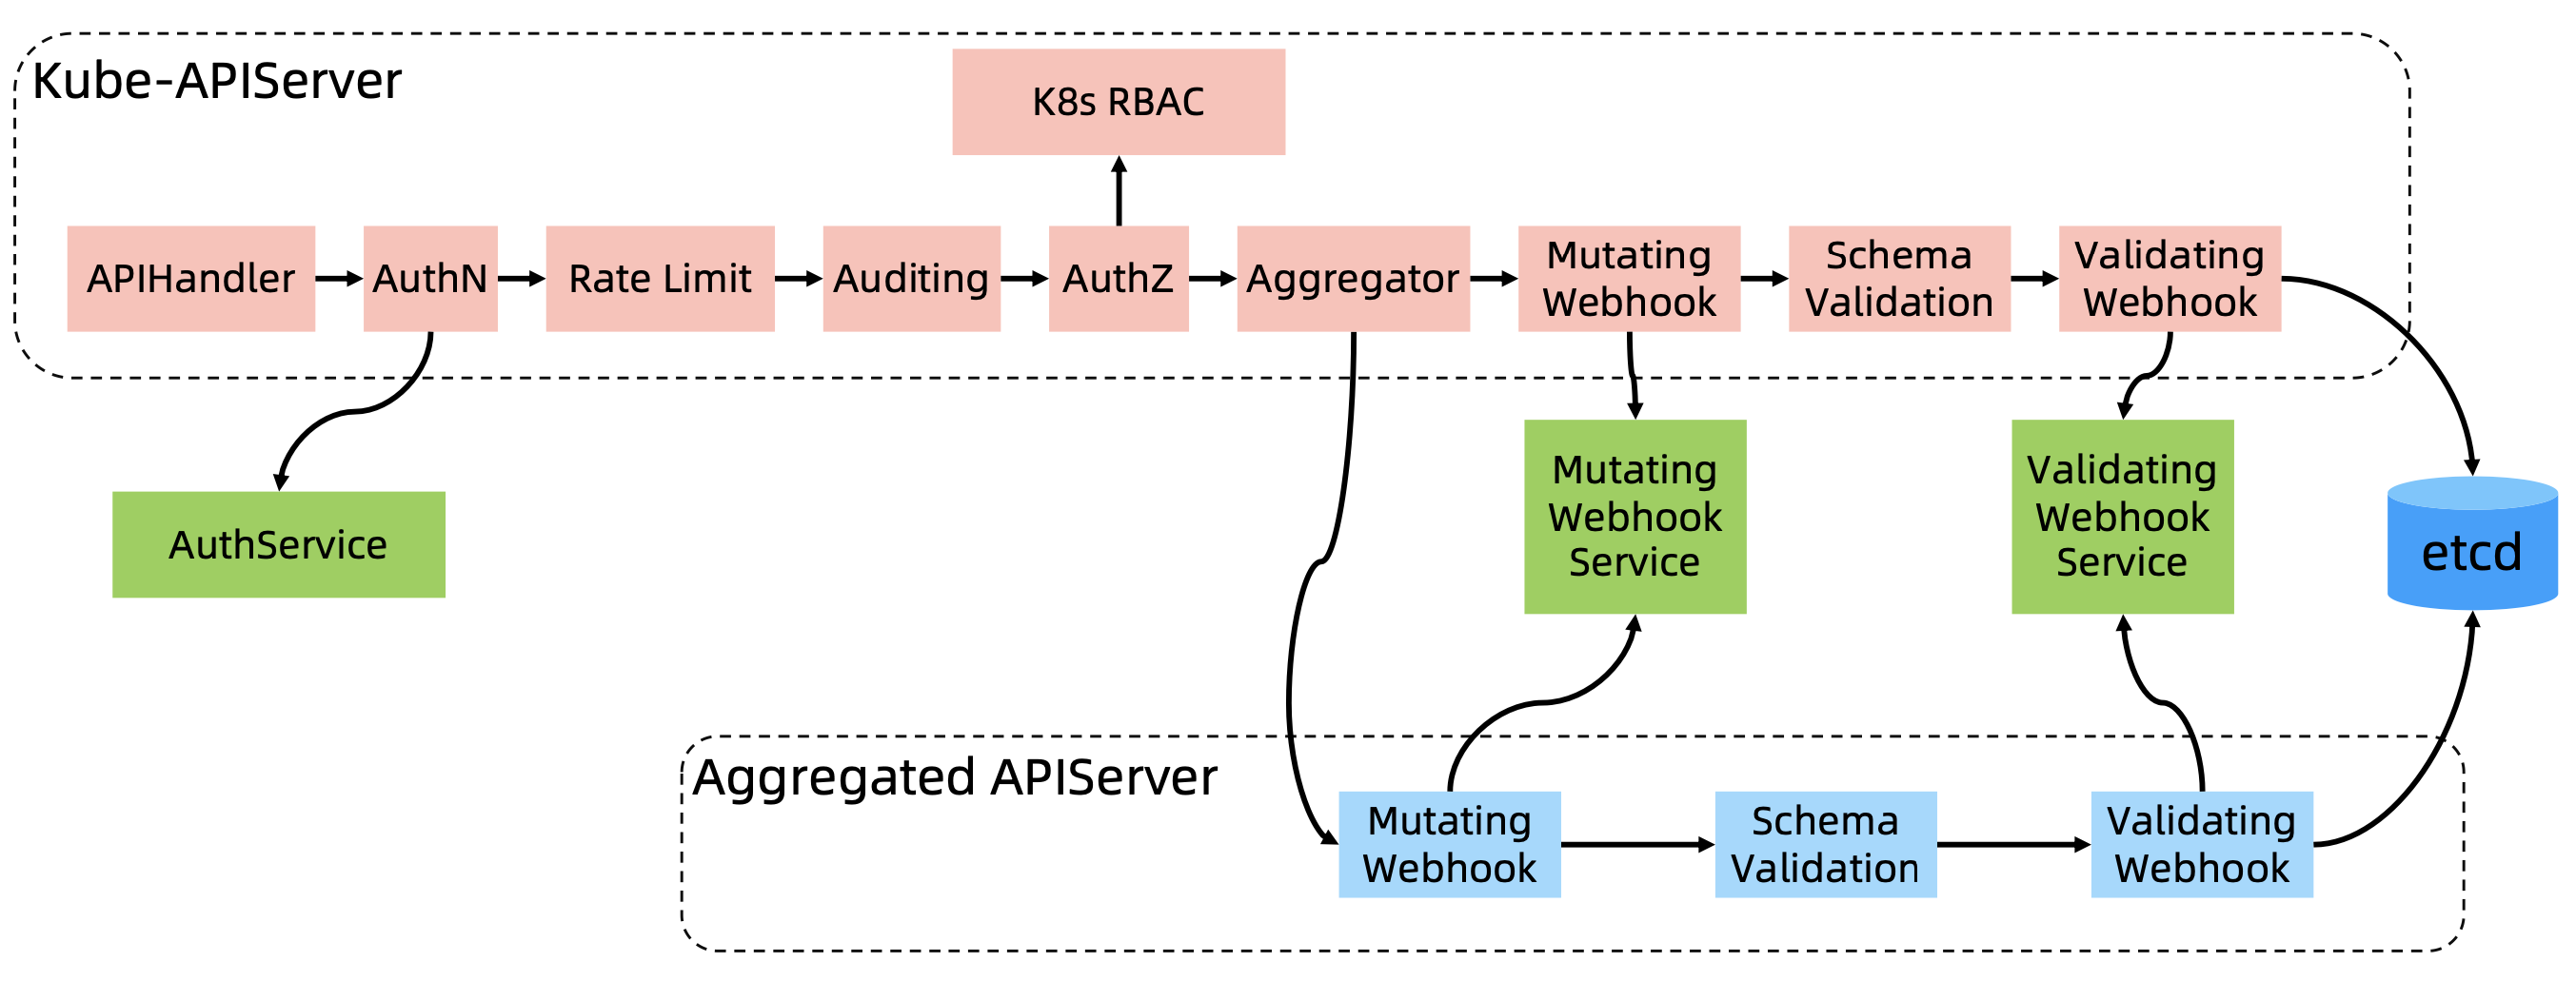 Kube-APIServer
K8s RBAC
APIHandler
AuthN
Rate Limit
Auditing
AuthZ
Aggregator
Mutating
Webhook
Schema
Validation
Validating
Webhook
AuthService
Mutating
Webhook
Service
Validating
Webhook
Service
etcd
Aggregated APIServer
Mutating
Webhook
Schema
Validation
Validating
Webhook